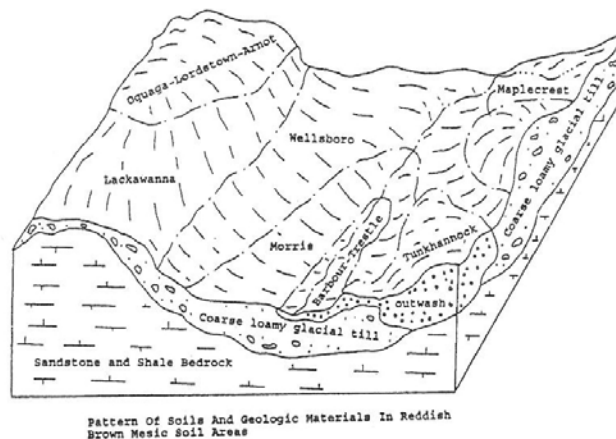 Oquaga-Lordstown-Arnot
Maplecrest
Wellsboro
Lackawanna
Coarse loamy glacial till
Morris
Barbour-Trestle
Tunkhannock
outwash
Coarse loamy glacial till
Sandstone and Shale Bedrock
Pattern Of Soils And Geologic Materials In Reddish
Brown Mesic Soil Areas